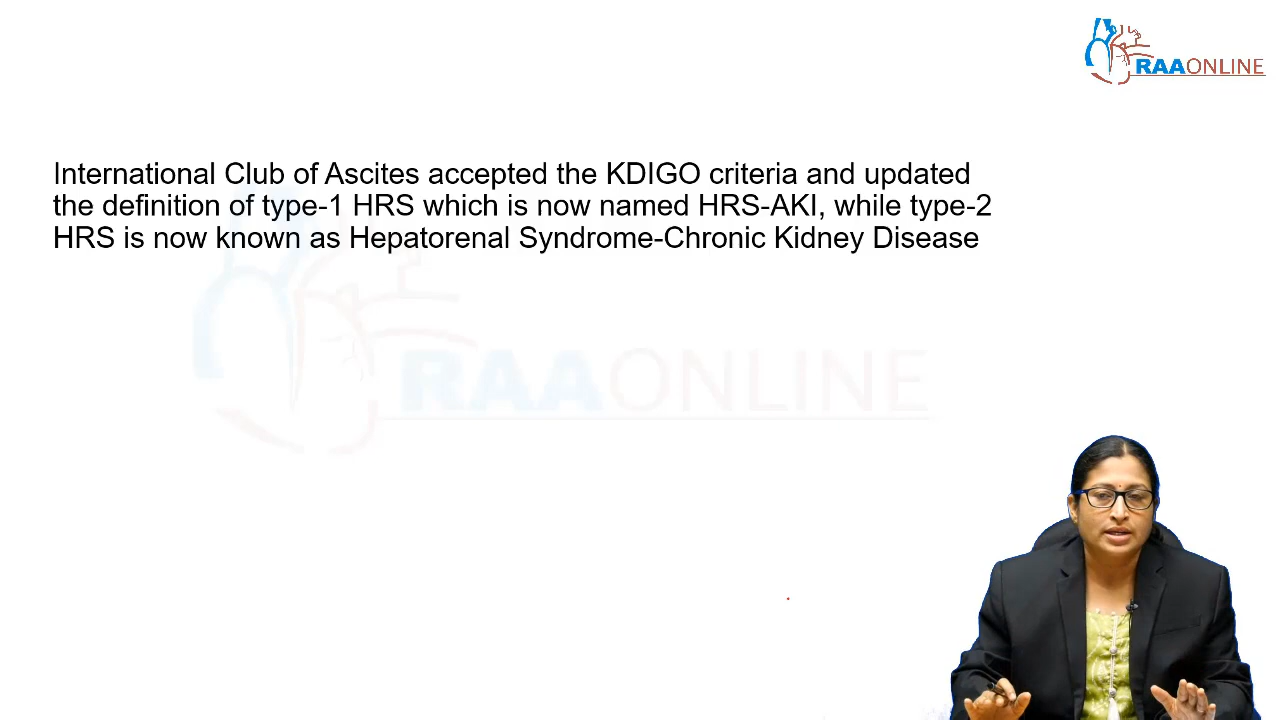 RAAONLINE
International Club of Ascites accepted the KDIGO criteria and updated
the definition of type-1 HRS which is now named HRS-AKI, while type-2
HRS is now known as Hepatorenal Syndrome-Chronic Kidney Disease
RAAONLINE